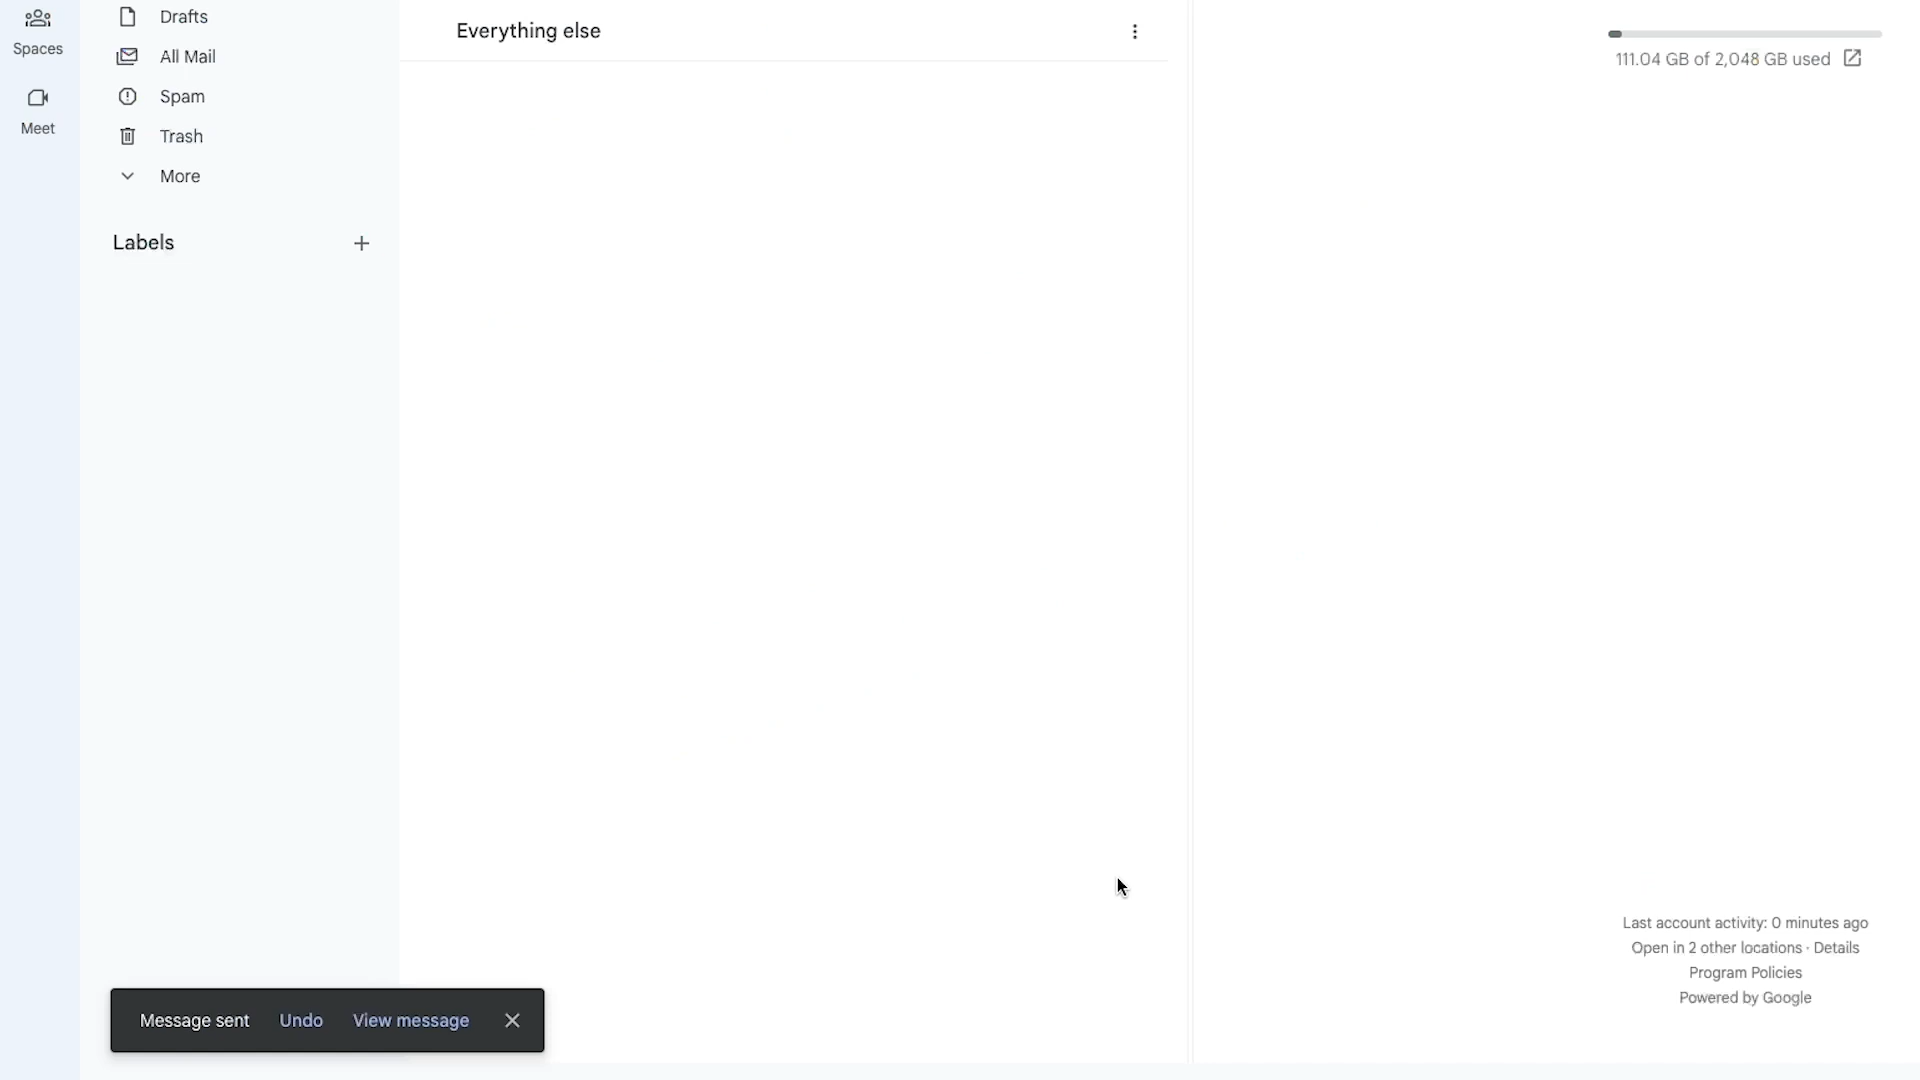 Spaces
Meet
Drafts
All Mail
Spam
Trash
More
Labels
Everything else
111.04 GB of 2,048 GB used
Last account activity: 0 minutes ago
Open in 2 other locations · Details
Program Policies
Powered by Google
Message sent Undo View message